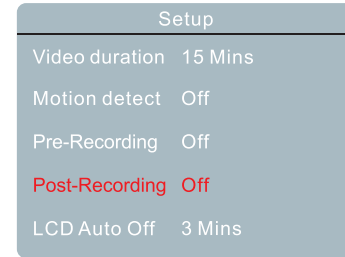 Setup
Video duration 15 Mins
Motion detect Off
Pre-Recording Off
Post-Recording Off
LCD Auto Off 3 Mins